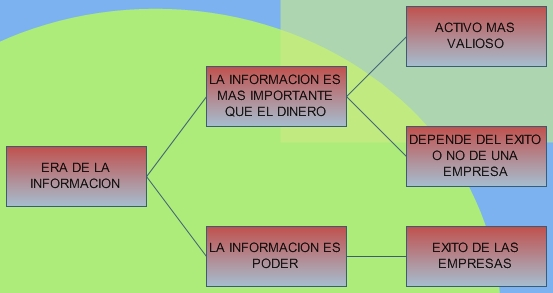 ERA DE LA
INFORMACION
LA INFORMACION ES
MAS IMPORTANTE
QUE EL DINERO
ACTIVO MAS
VALIOSO
DEPENDE DEL EXITO
O NO DE UNA
EMPRESA
LA INFORMACION ES
PODER
EXITO DE LAS
EMPRESAS